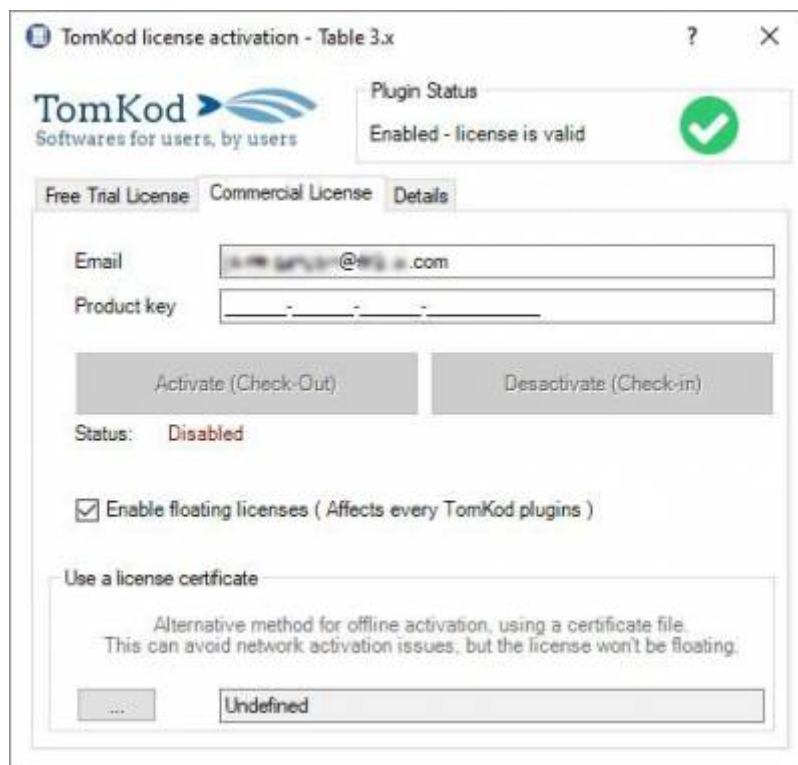 TomKod license activation - Table 3.x
?
TomKod
Softwares for users, by users
Plugin Status
Enabled - license is valid
Free Trial License
Commercial License
Details
Email
@
.com
Product key
Activate (Check-Out)
Desactivate (Check-in)
Status: Disabled
Enable floating licenses ( Affects every TomKod plugins )
Use a license certificate
Alternative method for offline activation, using a certificate file.
This can avoid network activation issues, but the license won't be floating.
...
Undefined